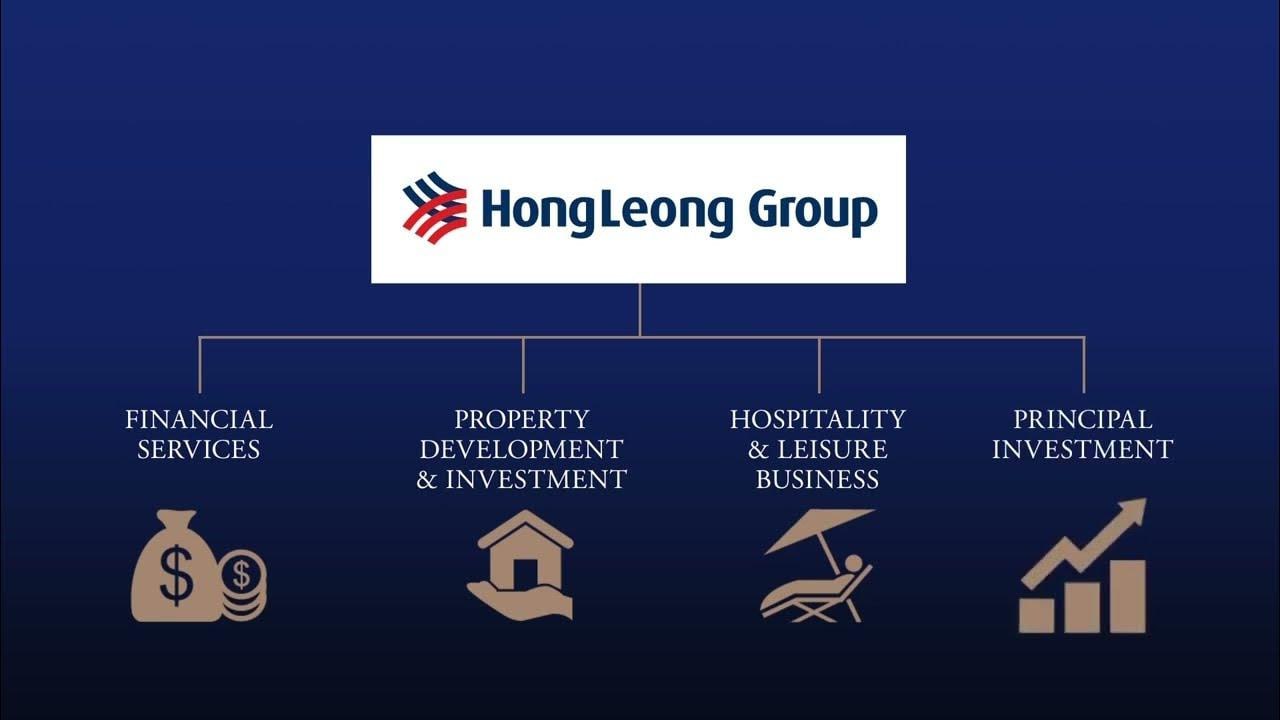 HongLeong Group
FINANCIAL
SERVICES
$
$
PROPERTY
DEVELOPMENT
& INVESTMENT
HOSPITALITY
& LEISURE
BUSINESS
PRINCIPAL
INVESTMENT